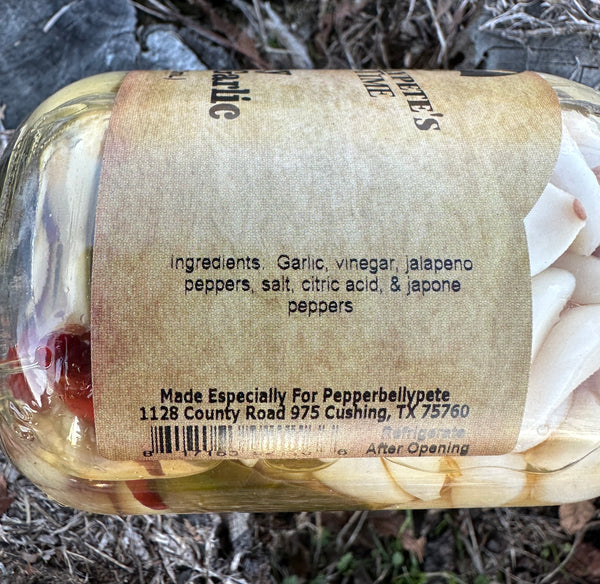 PETE'S
TIME
GARLIC
Ingredients. Garlic, vinegar, jalapeno
peppers, salt, citric acid, & japone
peppers
Made Especially For Pepperbellypete
1128 County Road 975 Cushing, TX 75760
Refrigerate
After Opening